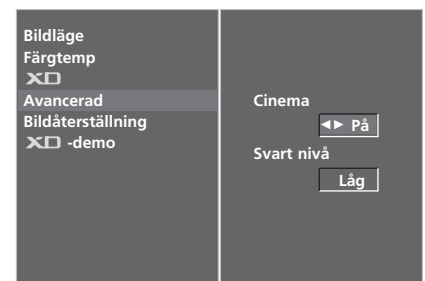 Bildläge
Färgtemp
XD
Avancerad
Bildåterställning
XD -demo
Cinema
◄► På
Svart nivå
Låg